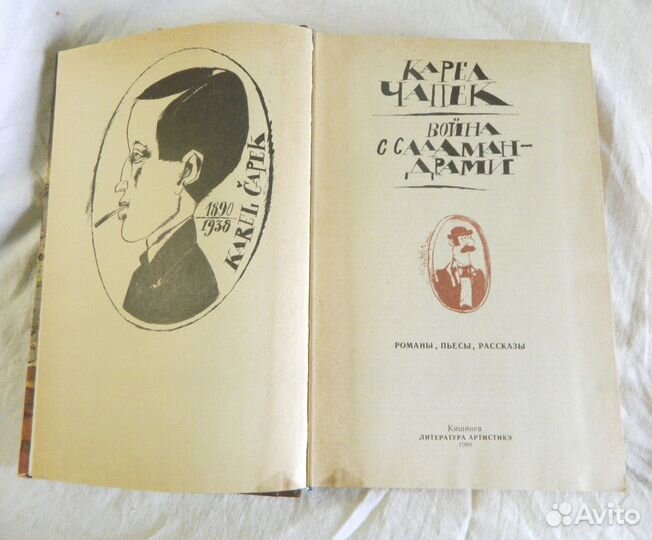 1890
1938
KAREL ČAPEK
КАРЕЛ
ЧАПЕК
ВОЙНА
С САЛАМАН-
ДРАМИ
РОМАНЫ, ПЬЕСЫ, РАССКАЗЫ
Кишинев
ЛИТЕРАТУРА АРТИСТИКЭ
1988
Avito